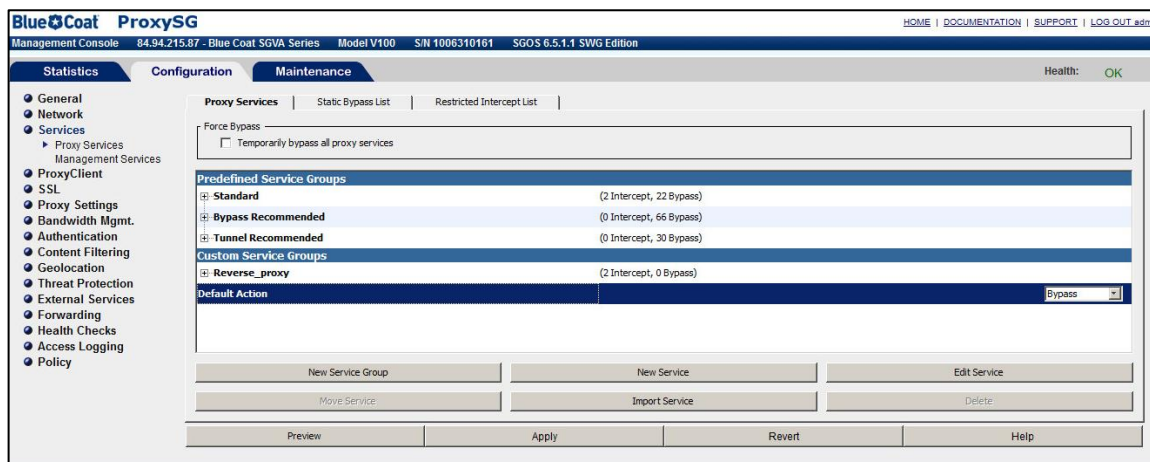 Blue Coat ProxySG
HOME | DOCUMENTATION | SUPPORT | LOG OUT adm
Management Console 84.94.215.87 - Blue Coat SGVA Series Model V100 S/N 1006310161 SGOS 6.5.1.1 SWG Edition
Statistics Configuration Maintenance
Health: OK
General
Network
Services
Proxy Services
Management Services
ProxyClient
SSL
Proxy Settings
Bandwidth Mgmt.
Authentication
Content Filtering
Geolocation
Threat Protection
External Services
Forwarding
Health Checks
Access Logging
Policy
Proxy Services | Static Bypass List | Restricted Intercept List |
Force Bypass
Temporarily bypass all proxy services
Predefined Service Groups
Standard (2 Intercept, 22 Bypass)
Bypass Recommended (0 Intercept, 66 Bypass)
Tunnel Recommended (0 Intercept, 30 Bypass)
Custom Service Groups
Reverse_proxy (2 Intercept, 0 Bypass)
Default Action Bypass
New Service Group New Service Edit Service
Move Service Import Service Delete
Preview Apply Revert Help